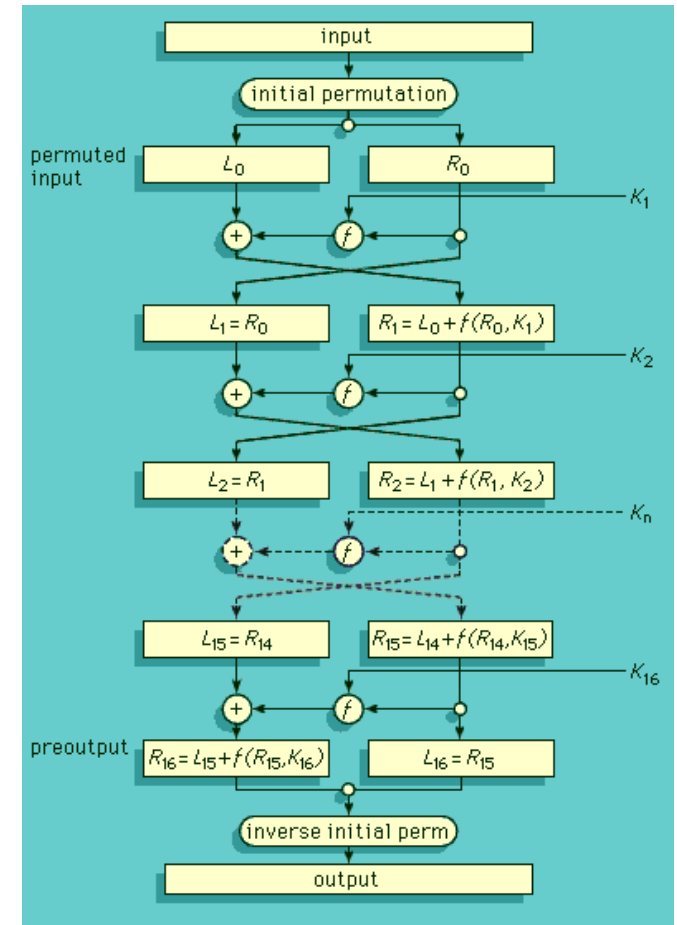 input
initial permutation
permuted
input
L₀
R₀
K₁
+
f
L₁ = R₀
R₁ = L₀ + f(R₀, K₁)
K₂
+
f
L₂ = R₁
R₂ = L₁ + f(R₁, K₂)
Kₙ
+
f
L₁₅ = R₁₄
R₁₅ = L₁₄ + f(R₁₄, K₁₅)
K₁₆
+
f
preoutput
R₁₆ = L₁₅ + f(R₁₅, K₁₆)
L₁₆ = R₁₅
inverse initial perm
output